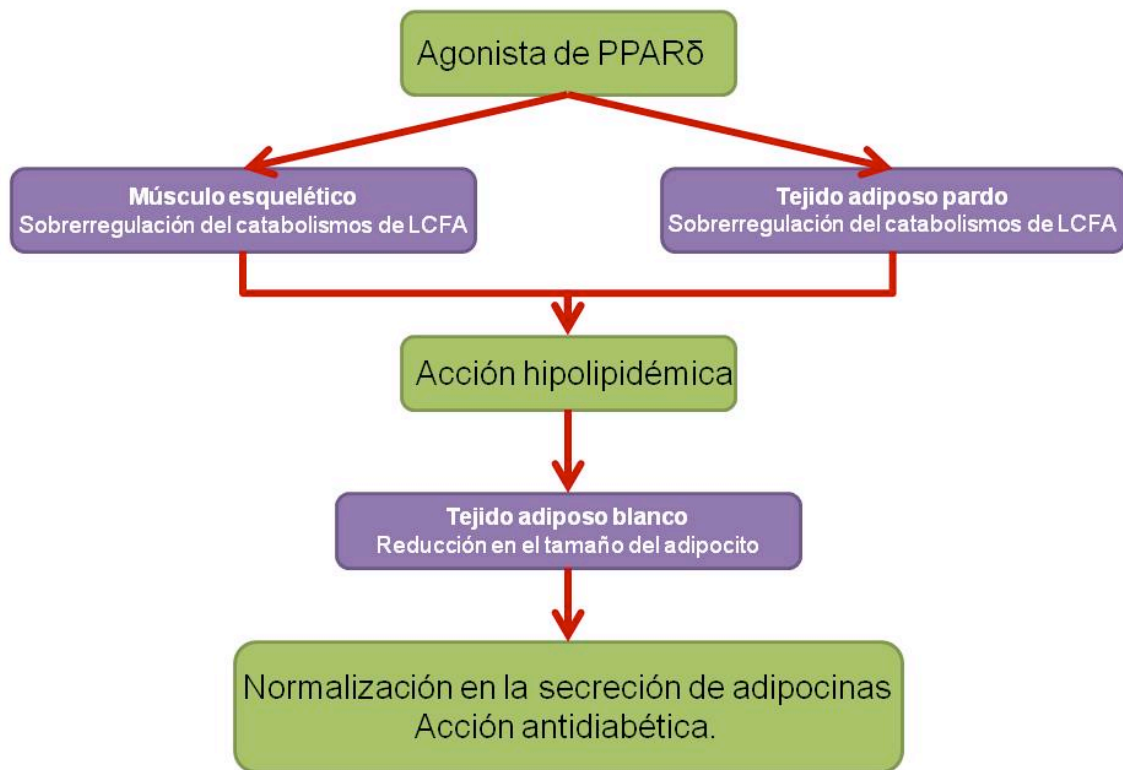 Agonista de PPARδ
Músculo esquelético
Sobrerregulación del catabolismos de LCFA
Tejido adiposo pardo
Sobrerregulación del catabolismos de LCFA
Acción hipolipidémica
Tejido adiposo blanco
Reducción en el tamaño del adipocito
Normalización en la secreción de adipocinas
Acción antidiabética.